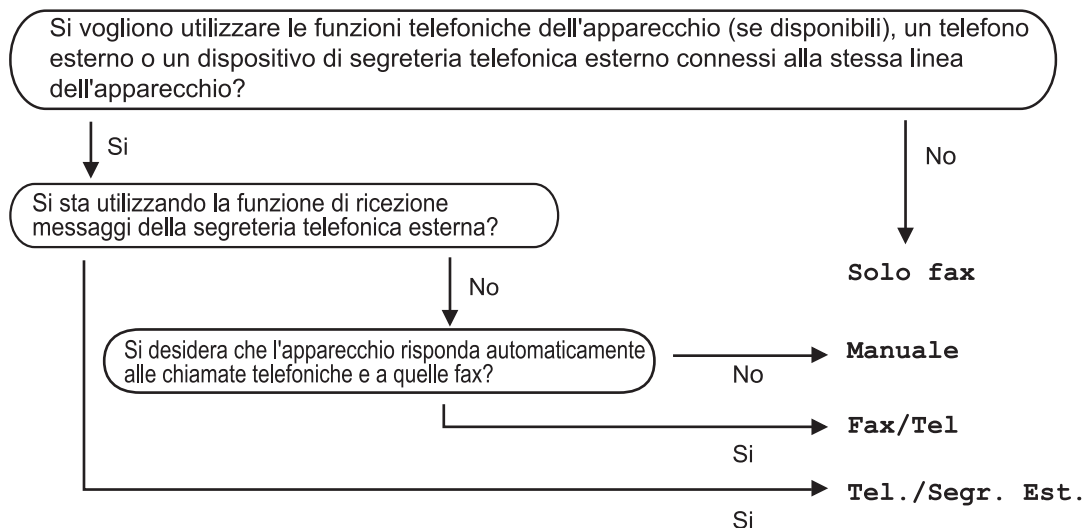 Si vogliono utilizzare le funzioni telefoniche dell'apparecchio (se disponibili), un telefono
esterno o un dispositivo di segreteria telefonica esterno connessi alla stessa linea
dell'apparecchio?
Si
No
Si sta utilizzando la funzione di ricezione
messaggi della segreteria telefonica esterna?
Solo fax
No
Si desidera che l'apparecchio risponda automaticamente
alle chiamate telefoniche e a quelle fax?
Manuale
No
Fax/Tel
Si
Tel./Segr. Est.
Si